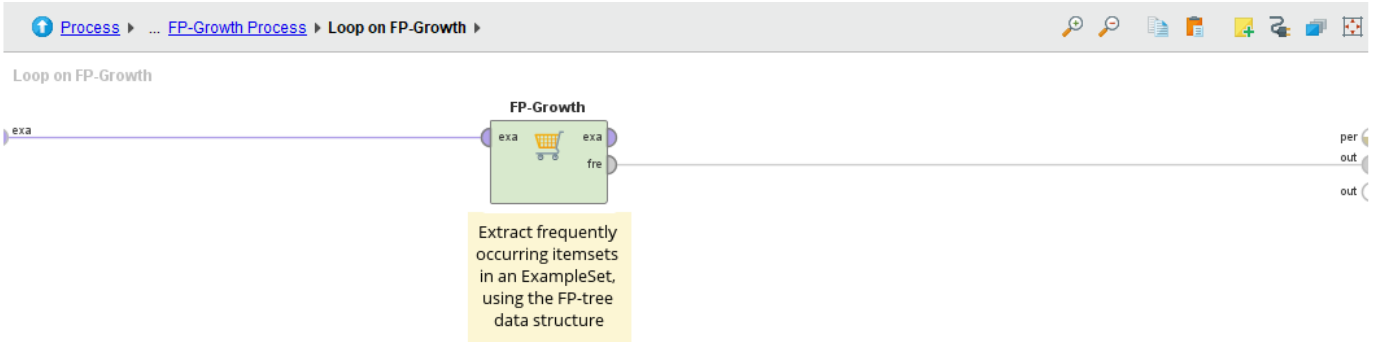 Process ▸ ... FP-Growth Process ▸ Loop on FP-Growth ▸
Loop on FP-Growth
FP-Growth
exa
exa
exa
fre
per
out
out
Extract frequently
occurring itemsets
in an ExampleSet,
using the FP-tree
data structure